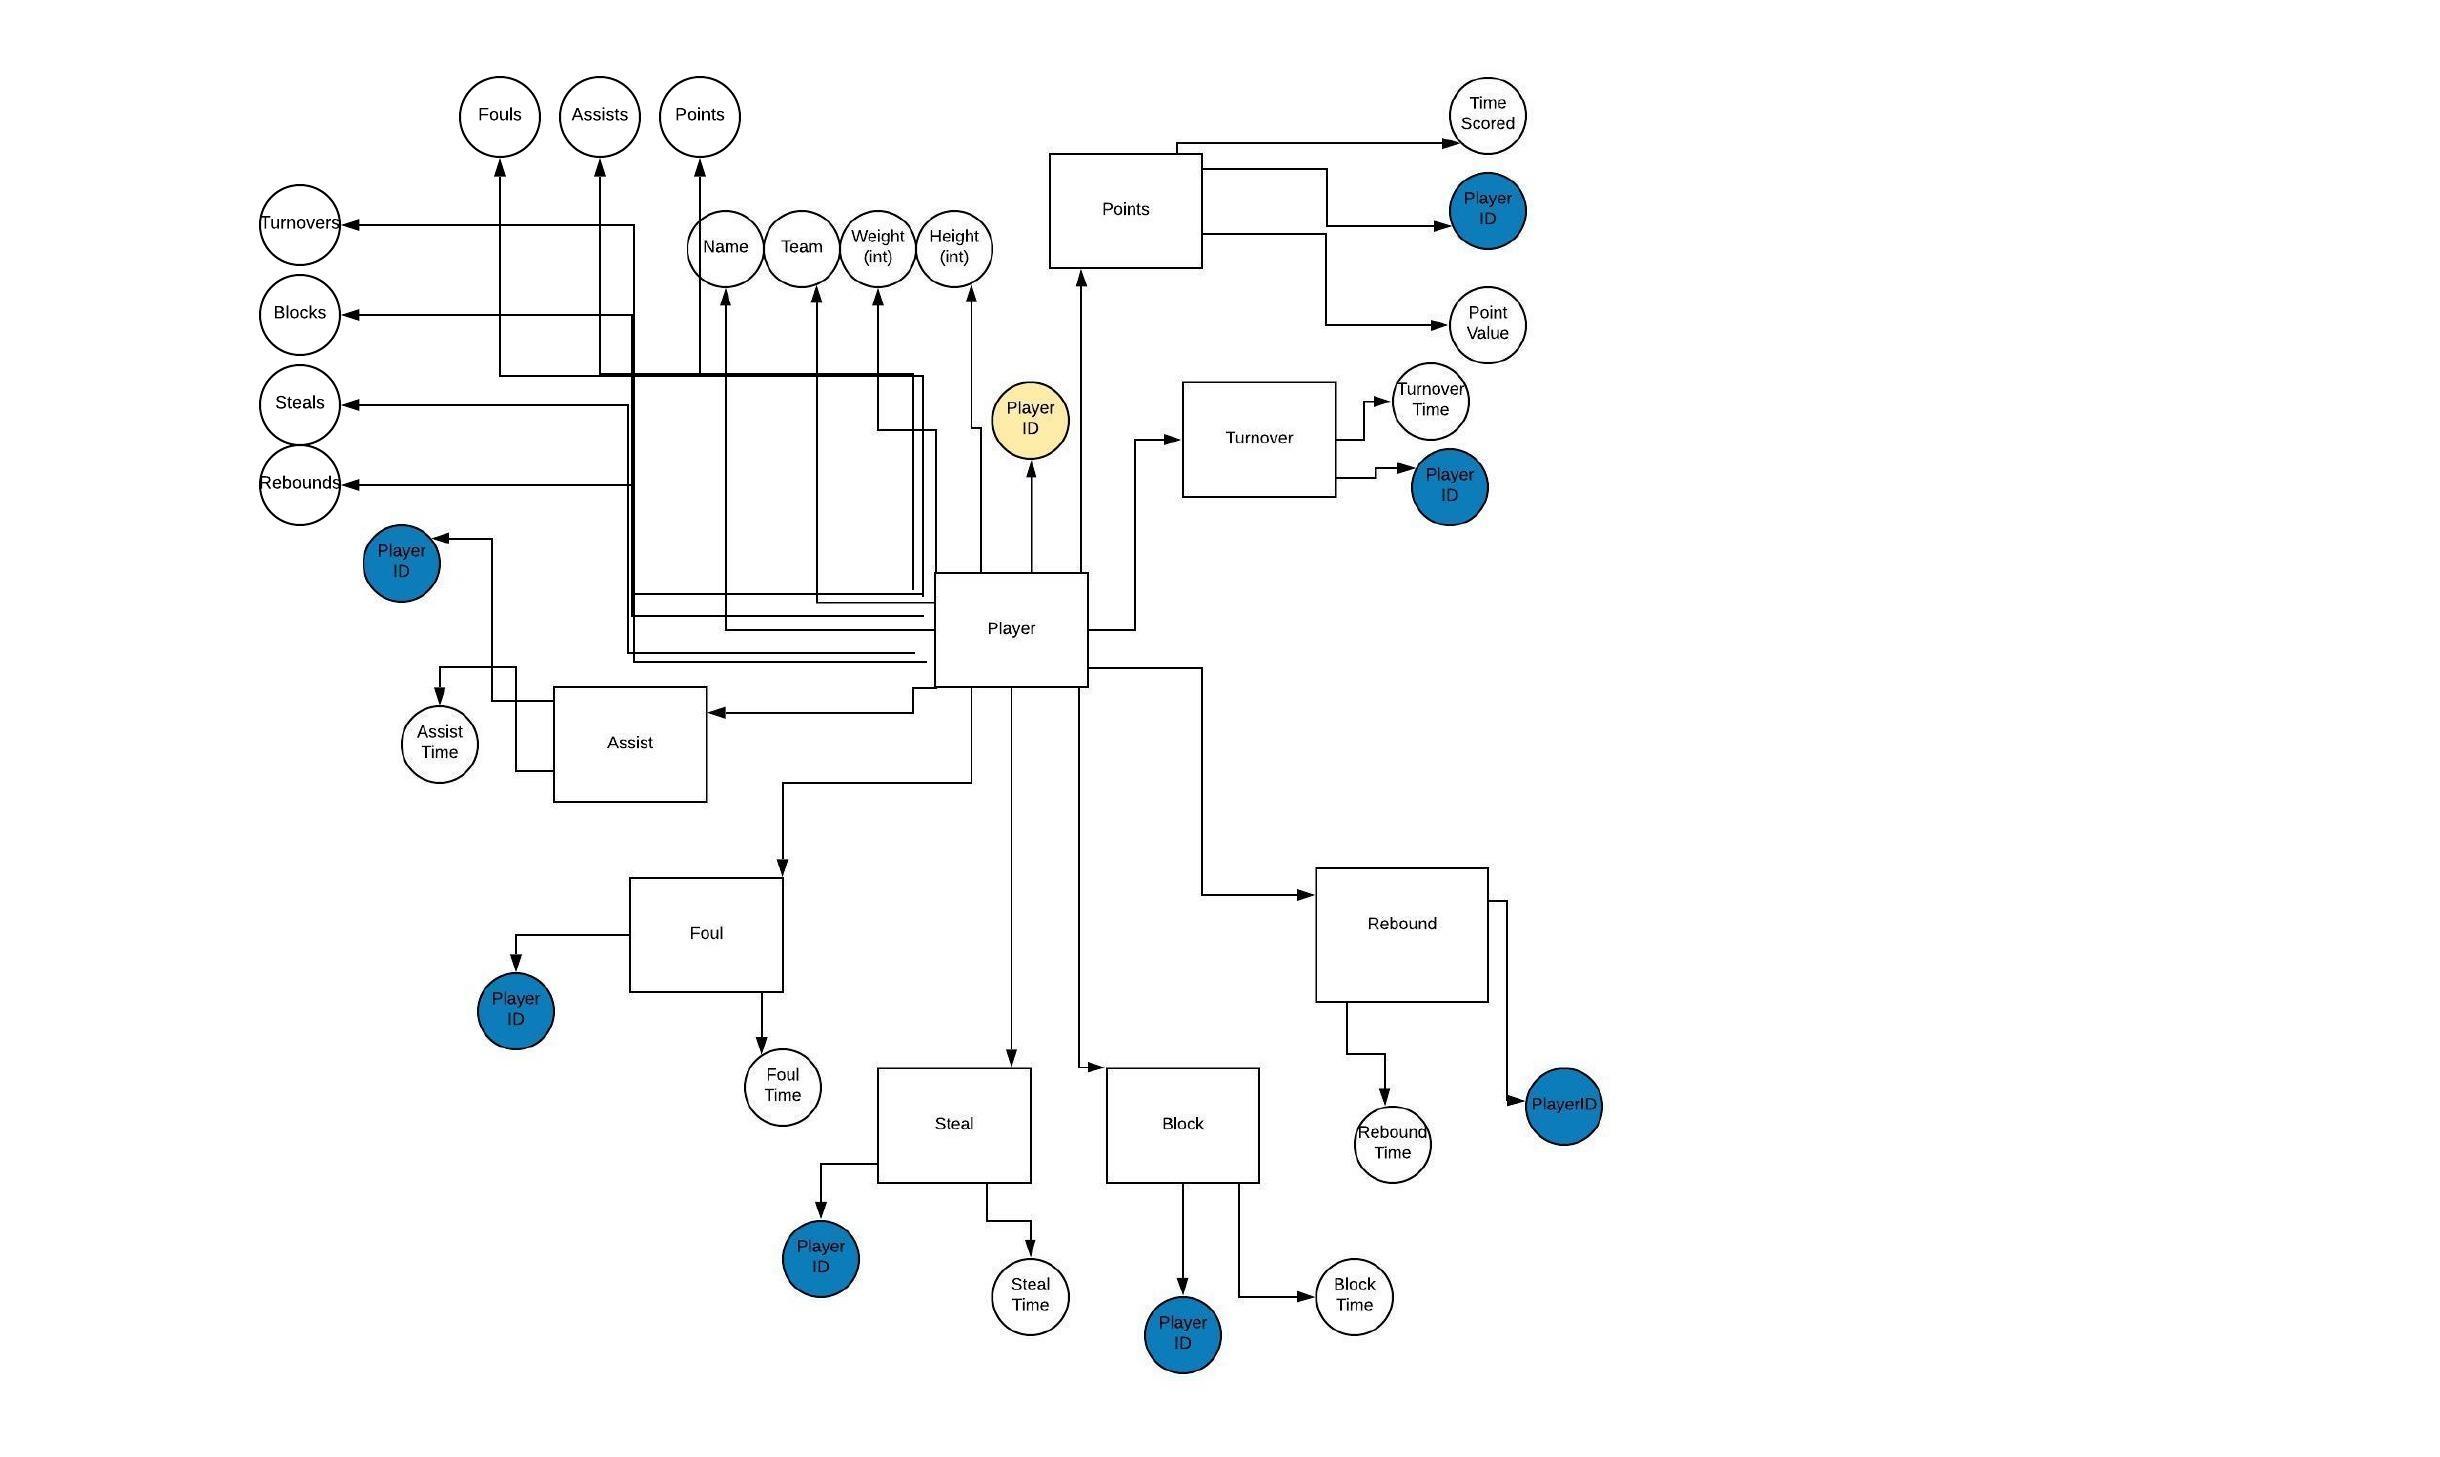 Fouls
Assists
Points
Time
Scored
Points
Player
ID
Turnovers
Name
Team
Weight
(int)
Height
(int)
Blocks
Point
Value
Steals
Player
ID
Turnover
Turnover
Time
Rebounds
Player
ID
Player
ID
Player
Assist
Time
Assist
Foul
Rebound
Player
ID
Foul
Time
Steal
Block
Rebound
Time
PlayerID
Player
ID
Steal
Time
Player
ID
Block
Time